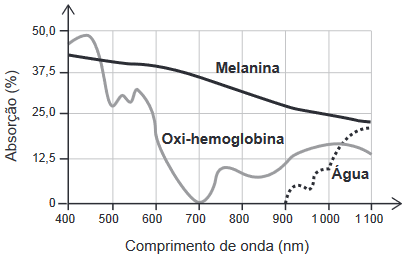 Absorção (%)
50,0
37,5
25,0
12,5
0
Melanina
Oxi-hemoglobina
Água
400 500 600 700 800 900 1 000 1 100
Comprimento de onda (nm)